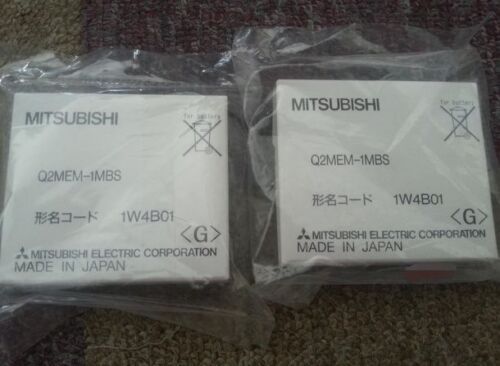 MITSUBISHI
for battery
Q2MEM-1MBS
形名コード 1W4B01
<G>
MITSUBISHI ELECTRIC CORPORATION
MADE IN JAPAN
MITSUBISHI
for battery
Q2MEM-1MBS
形名コード 1W4B01
<G>
MITSUBISHI ELECTRIC CORPORATION
MADE IN JAPAN